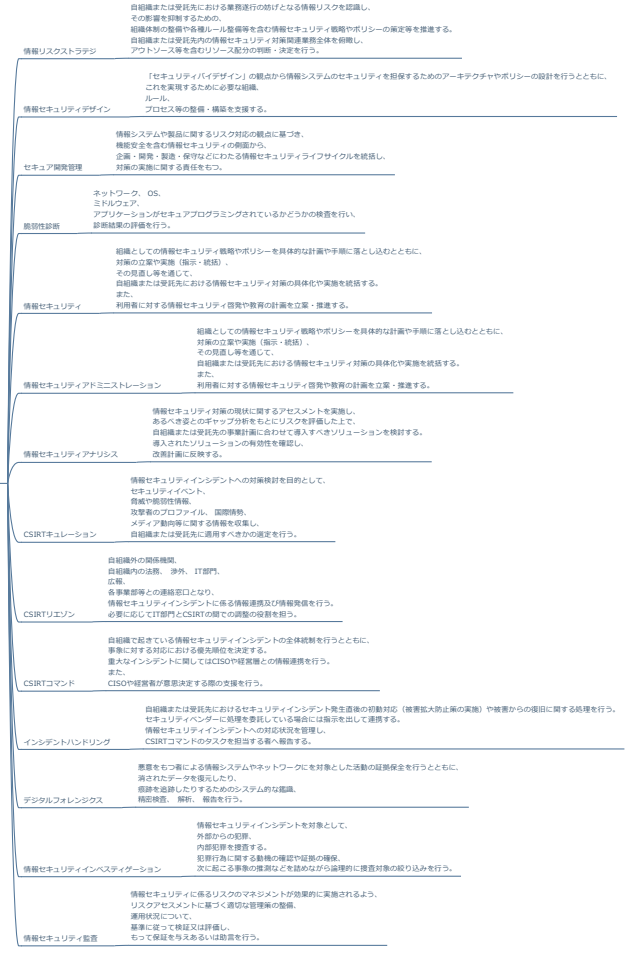 自組織または受託先における業務遂行の妨げとなる情報リスクを認識し、
その影響を抑制するための、
組織体制の整備や各種ルール整備等を含む情報セキュリティ戦略やポリシーの策定等を推進する。
自組織または受託先内の情報セキュリティ対策関連業務全体を俯瞰し、
アウトソース等を含むリソース配分の判断・決定を行う。
情報リスクストラテジ
「セキュリティバイデザイン」の観点から情報システムのセキュリティを担保するためのアーキテクチャやポリシーの設計を行うとともに、
これを実現するために必要な組織、
ルール、
プロセス等の整備・構築を支援する。
情報セキュリティデザイン
情報システムや製品に関するリスク対応の観点に基づき、
機能安全を含む情報セキュリティの側面から、
企画・開発・製造・保守などにわたる情報セキュリティライフサイクルを統括し、
対策の実施に関する責任をもつ。
セキュア開発管理
ネットワーク、 OS、
ミドルウェア、
アプリケーションがセキュアプログラミングされているかどうかの検査を行い、
診断結果の評価を行う。
脆弱性診断
組織としての情報セキュリティ戦略やポリシーを具体的な計画や手順に落とし込むとともに、
対策の立案や実施（指示・統括）、
その見直し等を通じて、
自組織または受託先における情報セキュリティ対策の具体化や実施を統括する。
また、
利用者に対する情報セキュリティ啓発や教育の計画を立案・推進する。
情報セキュリティ
組織としての情報セキュリティ戦略やポリシーを具体的な計画や手順に落とし込むとともに、
対策の立案や実施（指示・統括）、
その見直し等を通じて、
自組織または受託先における情報セキュリティ対策の具体化や実施を統括する。
また、
利用者に対する情報セキュリティ啓発や教育の計画を立案・推進する。
情報セキュリティアドミニストレーション
情報セキュリティ対策の現状に関するアセスメントを実施し、
あるべき姿とのギャップ分析をもとにリスクを評価した上で、
自組織または受託先の事業計画に合わせて導入すべきソリューションを検討する。
導入されたソリューションの有効性を確認し、
改善計画に反映する。
情報セキュリティアナリシス
情報セキュリティインシデントへの対策検討を目的として、
セキュリティイベント、
脅威や脆弱性情報、
攻撃者のプロファイル、 国際情勢、
メディア動向等に関する情報を収集し、
自組織または受託先に適用すべきかの選定を行う。
CSIRTキュレーション
自組織外の関係機関、
自組織内の法務、 渉外、 IT部門、
広報、
各事業部等との連絡窓口となり、
情報セキュリティインシデントに係る情報連携及び情報発信を行う。
必要に応じてIT部門とCSIRTの間での調整の役割を担う。
CSIRTリエゾン
自組織で起きている情報セキュリティインシデントの全体統制を行うとともに、
事象に対する対応における優先順位を決定する。
重大なインシデントに関してはCISOや経営層との情報連携を行う。
また、
CISOや経営者が意思決定する際の支援を行う。
CSIRTコマンド
自組織または受託先におけるセキュリティインシデント発生直後の初動対応（被害拡大防止策の実施）や被害からの復旧に関する処理を行う。
セキュリティベンダーに処理を委託している場合には指示を出して連携する。
情報セキュリティインシデントへの対応状況を管理し、
CSIRTコマンドのタスクを担当する者へ報告する。
インシデントハンドリング
悪意をもつ者による情報システムやネットワークにを対象とした活動の証拠保全を行うとともに、
消されたデータを復元したり、
痕跡を追跡したりするためのシステム的な鑑識、
精密検査、 解析、 報告を行う。
デジタルフォレンジクス
情報セキュリティインシデントを対象として、
外部からの犯罪、
内部犯罪を捜査する。
犯罪行為に関する動機の確認や証拠の確保、
次に起こる事象の推測などを詰めながら論理的に捜査対象の絞り込みを行う。
情報セキュリティインベスティゲーション
情報セキュリティに係るリスクのマネジメントが効果的に実施されるよう、
リスクアセスメントに基づく適切な管理策の整備、
運用状況について、
基準に従って検証又は評価し、
もって保証を与えあるいは助言を行う。
情報セキュリティ監査